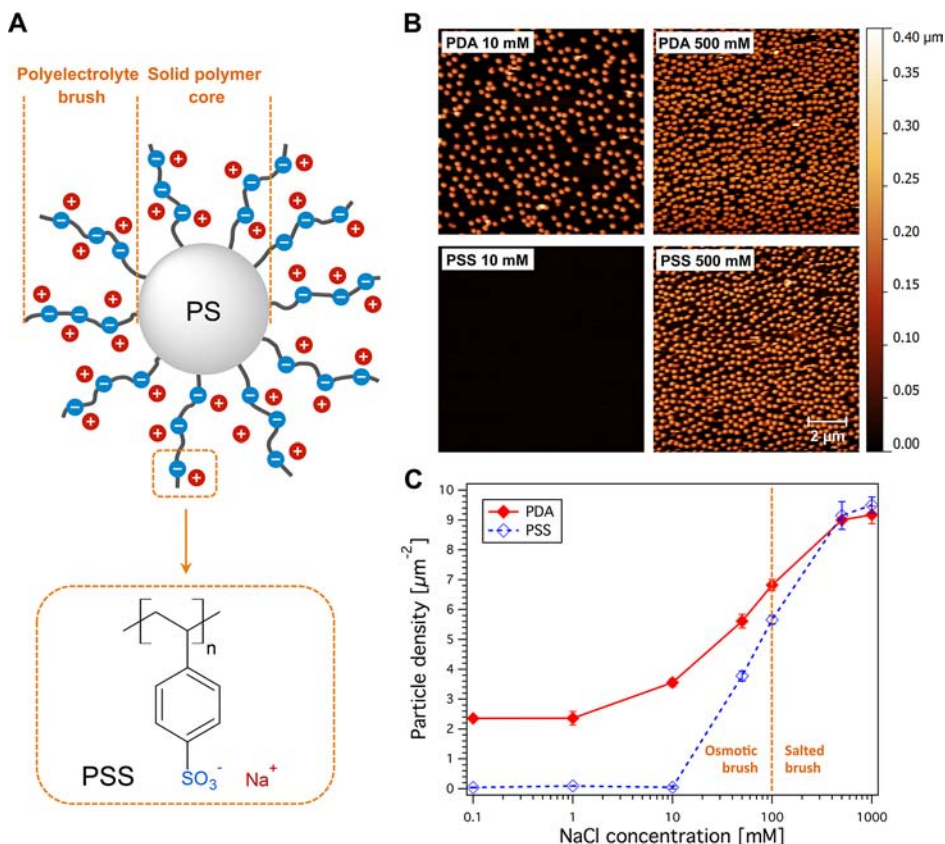 A
Polyelectrolyte
brush
Solid polymer
core
PS
n
PSS
SO₃⁻
Na⁺
B
PDA 10 mM
PDA 500 mM
PSS 10 mM
PSS 500 mM
2 µm
0.40 µm
0.35
0.30
0.25
0.20
0.15
0.10
0.05
0.00
C
PDA
PSS
Particle density [µm⁻²]
10
9
8
7
6
5
4
3
2
1
0
Osmotic
brush
Salted
brush
0.1
1
10
100
1000
NaCl concentration [mM]